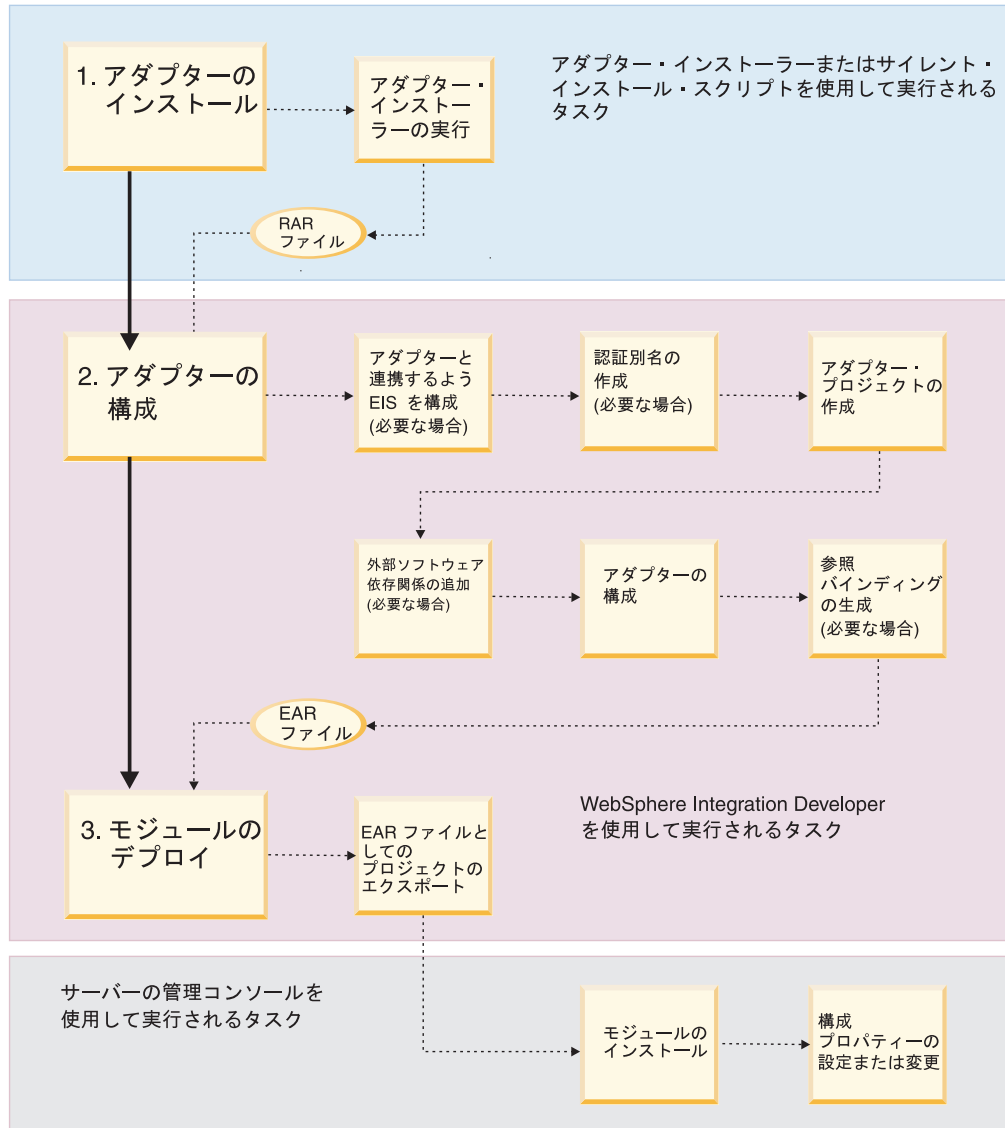 1. アダプターの
インストール
アダプター・
インストー
ラーの実行
アダプター・インストーラーまたはサイレント・
インストール・スクリプトを使用して実行される
タスク
RAR
ファイル
2. アダプターの
構成
アダプターと
連携するよう
EIS を構成
(必要な場合)
認証別名の
作成
(必要な場合)
アダプター・
プロジェクトの
作成
外部ソフトウェア
依存関係の追加
(必要な場合)
アダプターの
構成
参照
バインディング
の生成
(必要な場合)
EAR
ファイル
3. モジュールの
デプロイ
EAR ファイルと
しての
プロジェクトの
エクスポート
WebSphere Integration Developer
を使用して実行されるタスク
サーバーの管理コンソールを
使用して実行されるタスク
モジュールの
インストール
構成
プロパティーの
設定または変更